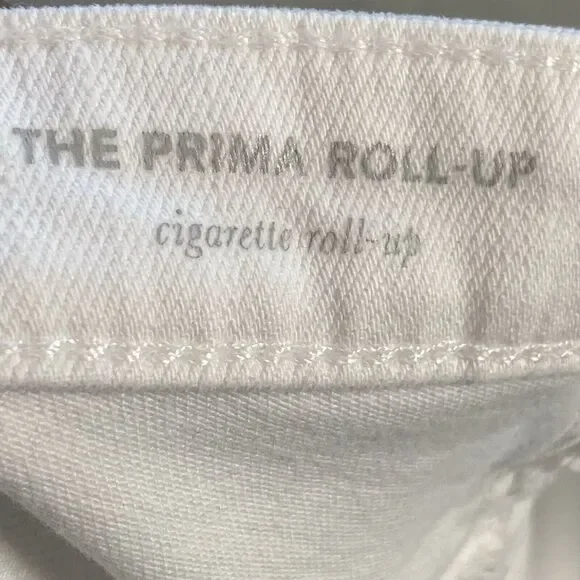 THE PRIMA ROLL-UP
cigarette roll-up